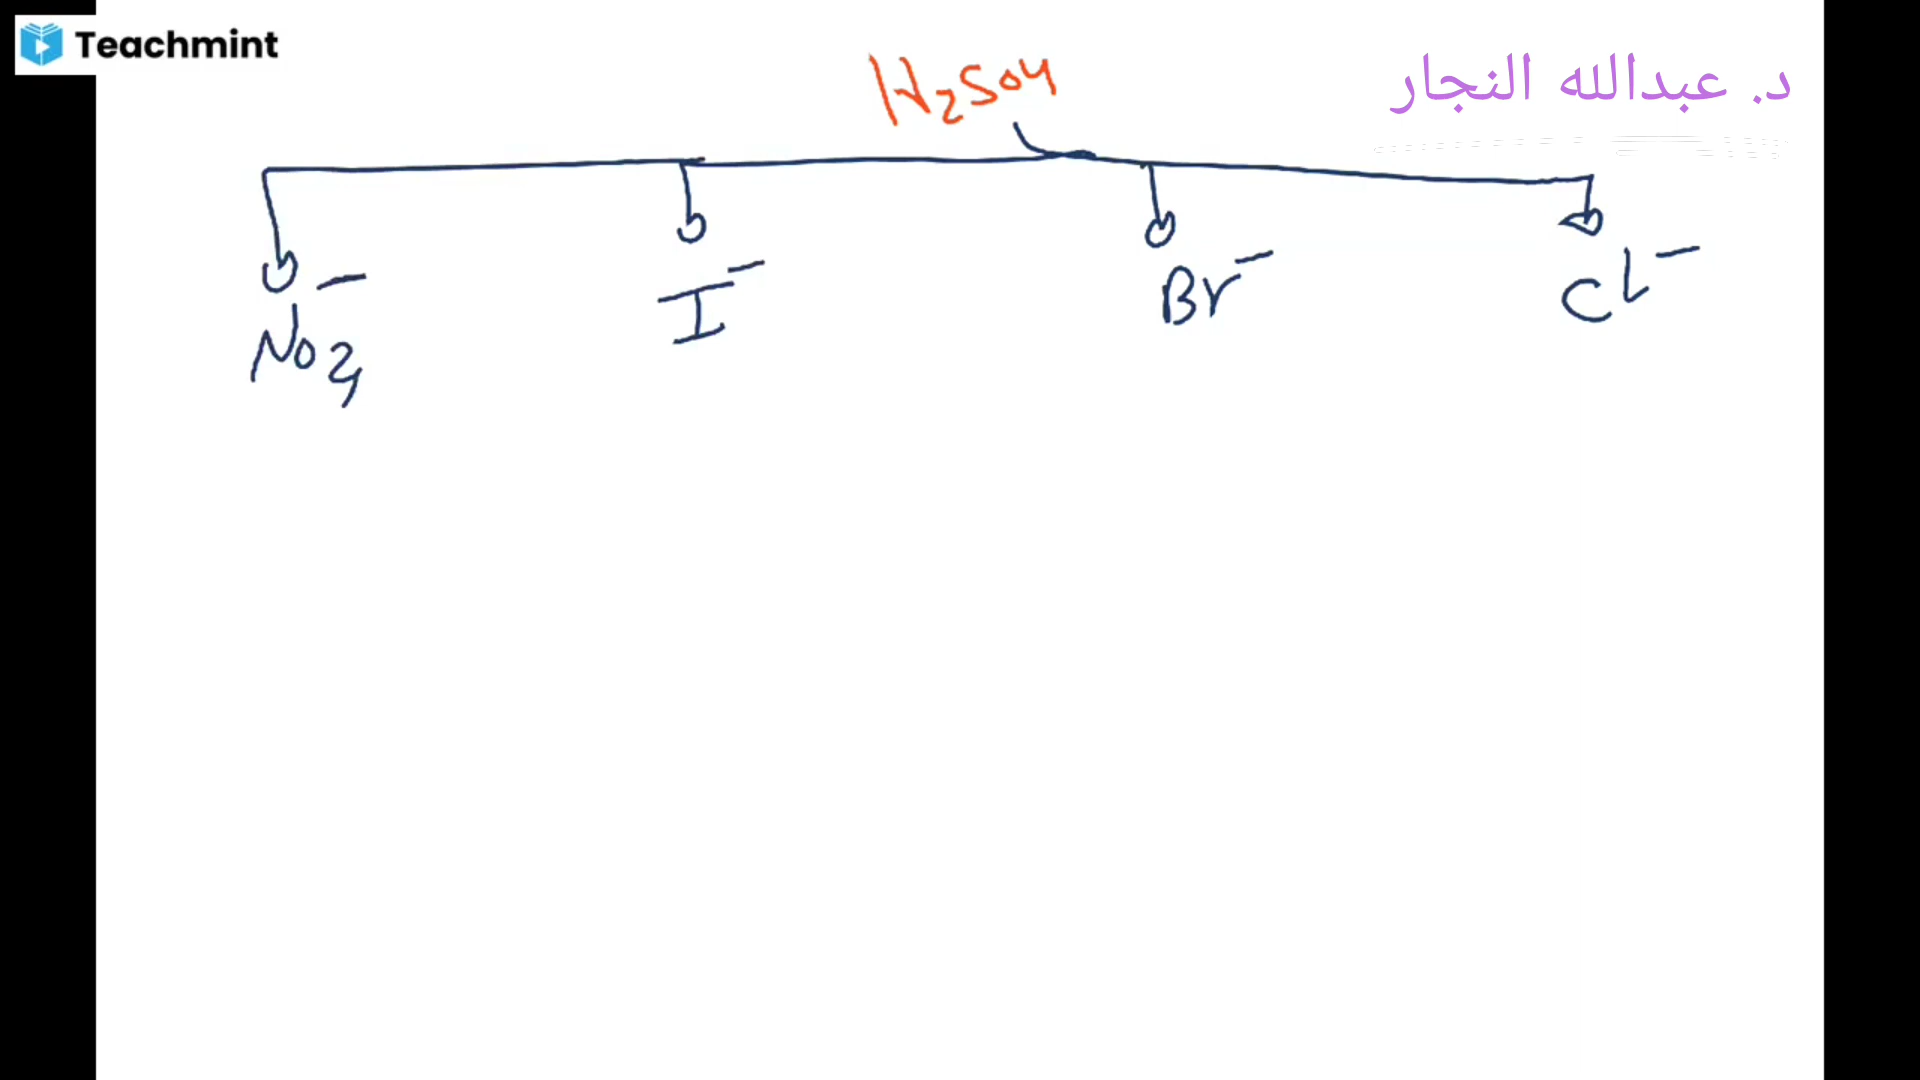 Teachmint
د. عبدالله النجار
H2SO4
NO3- I- Br- Cl-